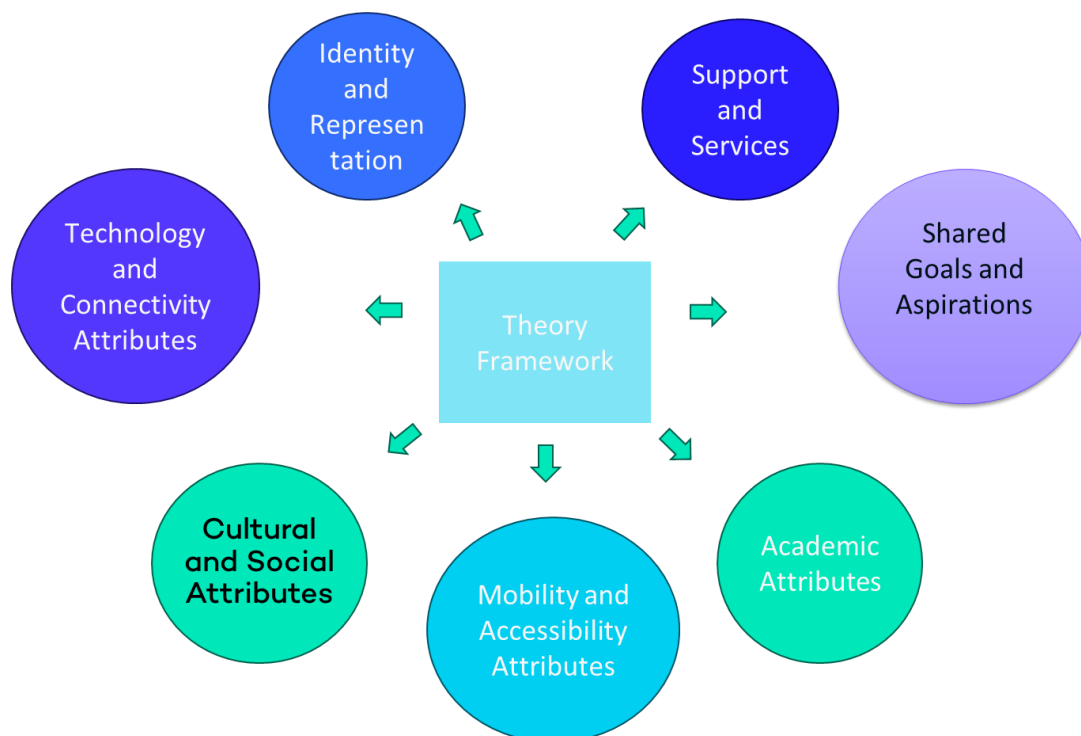 Identity
and
Represen
tation
Support
and
Services
Technology
and
Connectivity
Attributes
Shared
Goals and
Aspirations
Theory
Framework
Cultural
and Social
Attributes
Mobility and
Accessibility
Attributes
Academic
Attributes